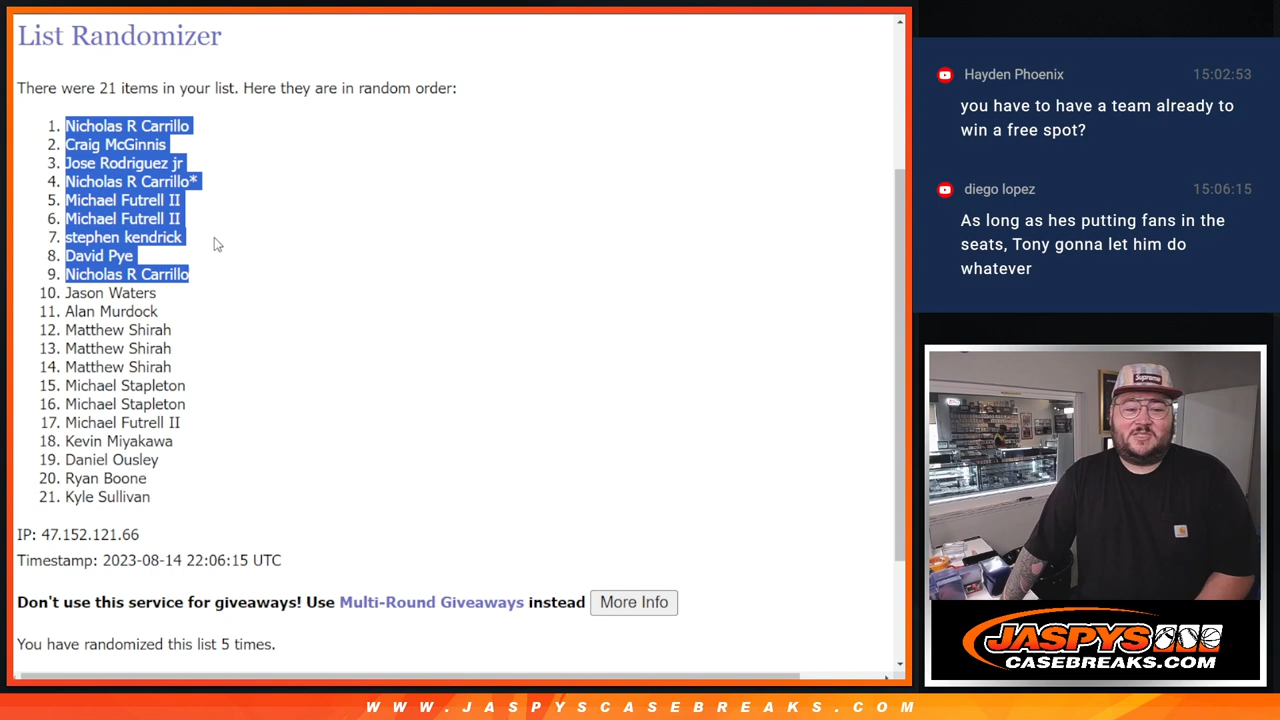 List Randomizer
There were 21 items in your list. Here they are in random order:
1. Nicholas R Carrillo
2. Craig McGinnis
3. Jose Rodriguez jr
4. Nicholas R Carrillo*
5. Michael Futrell II
6. Michael Futrell II
7. stephen kendrick
8. David Pye
9. Nicholas R Carrillo
10. Jason Waters
11. Alan Murdock
12. Matthew Shirah
13. Matthew Shirah
14. Matthew Shirah
15. Michael Stapleton
16. Michael Stapleton
17. Michael Futrell II
18. Kevin Miyakawa
19. Daniel Ousley
20. Ryan Boone
21. Kyle Sullivan
IP: 47.152.121.66
Timestamp: 2023-08-14 22:06:15 UTC
Don't use this service for giveaways! Use Multi-Round Giveaways instead More Info
You have randomized this list 5 times.
Hayden Phoenix 15:02:53
you have to have a team already to
win a free spot?
diego lopez 15:06:15
As long as hes putting fans in the
seats, Tony gonna let him do
whatever
Supreme
JASPYS
CASEBREAKS.COM
WWW.JASPYSCASEBREAKS.COM